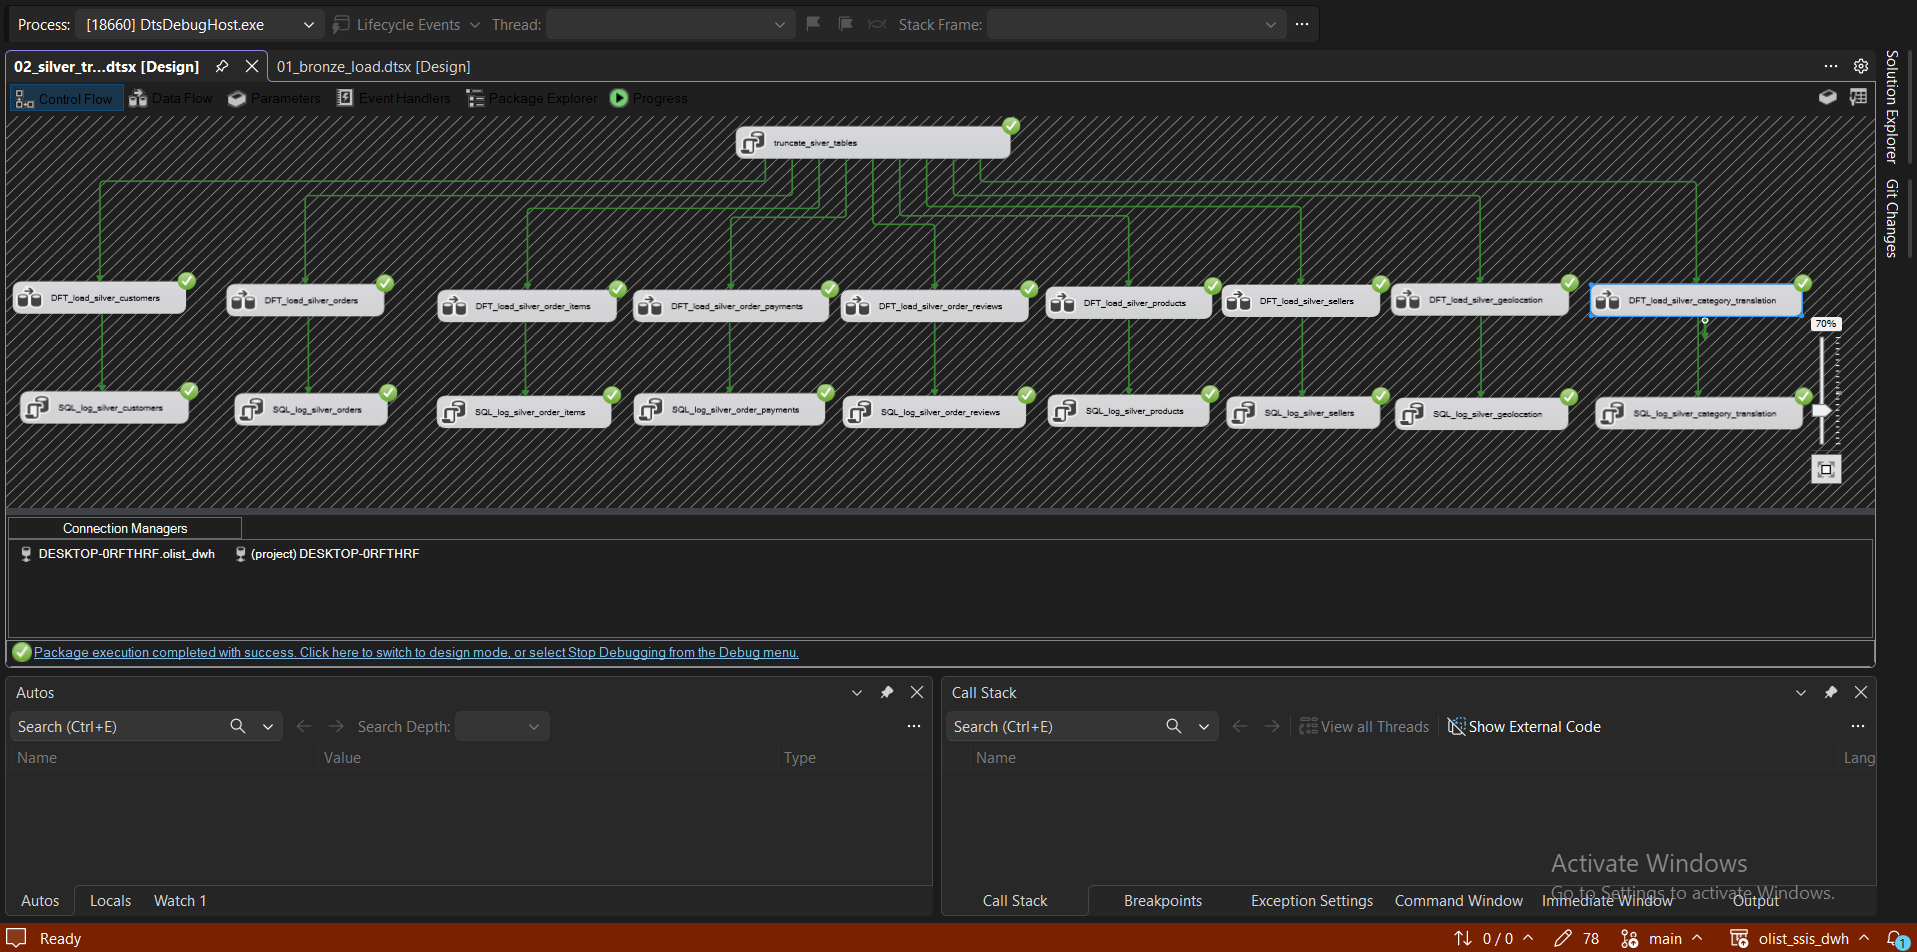 Process: [18660] DtsDebugHost.exe Lifecycle Events Thread: Stack Frame:
02_silver_tr...dtsx [Design] 01_bronze_load.dtsx [Design]
Control Flow Data Flow Parameters Event Handlers Package Explorer Progress
Solution Explorer
Git Changes
truncate_siver_tables
DFT_load_silver_customers
DFT_load_silver_orders
DFT_load_silver_order_items
DFT_load_silver_order_payments
DFT_load_silver_order_reviews
DFT_load_silver_products
DFT_load_silver_sellers
DFT_load_silver_geolocation
DFT_load_silver_category_translation
70%
SQL_log_silver_customers
SQL_log_silver_orders
SQL_log_silver_order_items
SQL_log_silver_order_payments
SQL_log_silver_order_reviews
SQL_log_silver_products
SQL_log_silver_sellers
SQL_log_silver_geolocation
SQL_log_silver_category_translation
Connection Managers
DESKTOP-0RFTHRF.olist_dwh (project) DESKTOP-0RFTHRF
Package execution completed with success. Click here to switch to design mode, or select Stop Debugging from the Debug menu.
Autos
Search (Ctrl+E) Search Depth:
Name Value Type
Autos Locals Watch 1
Call Stack
Search (Ctrl+E) View all Threads Show External Code
Name Lang
Activate Windows
Go to Settings to activate Windows.
Call Stack Breakpoints Exception Settings Command Window Immediate Window Output
Ready 0 / 0 78 main olist_ssis_dwh 1